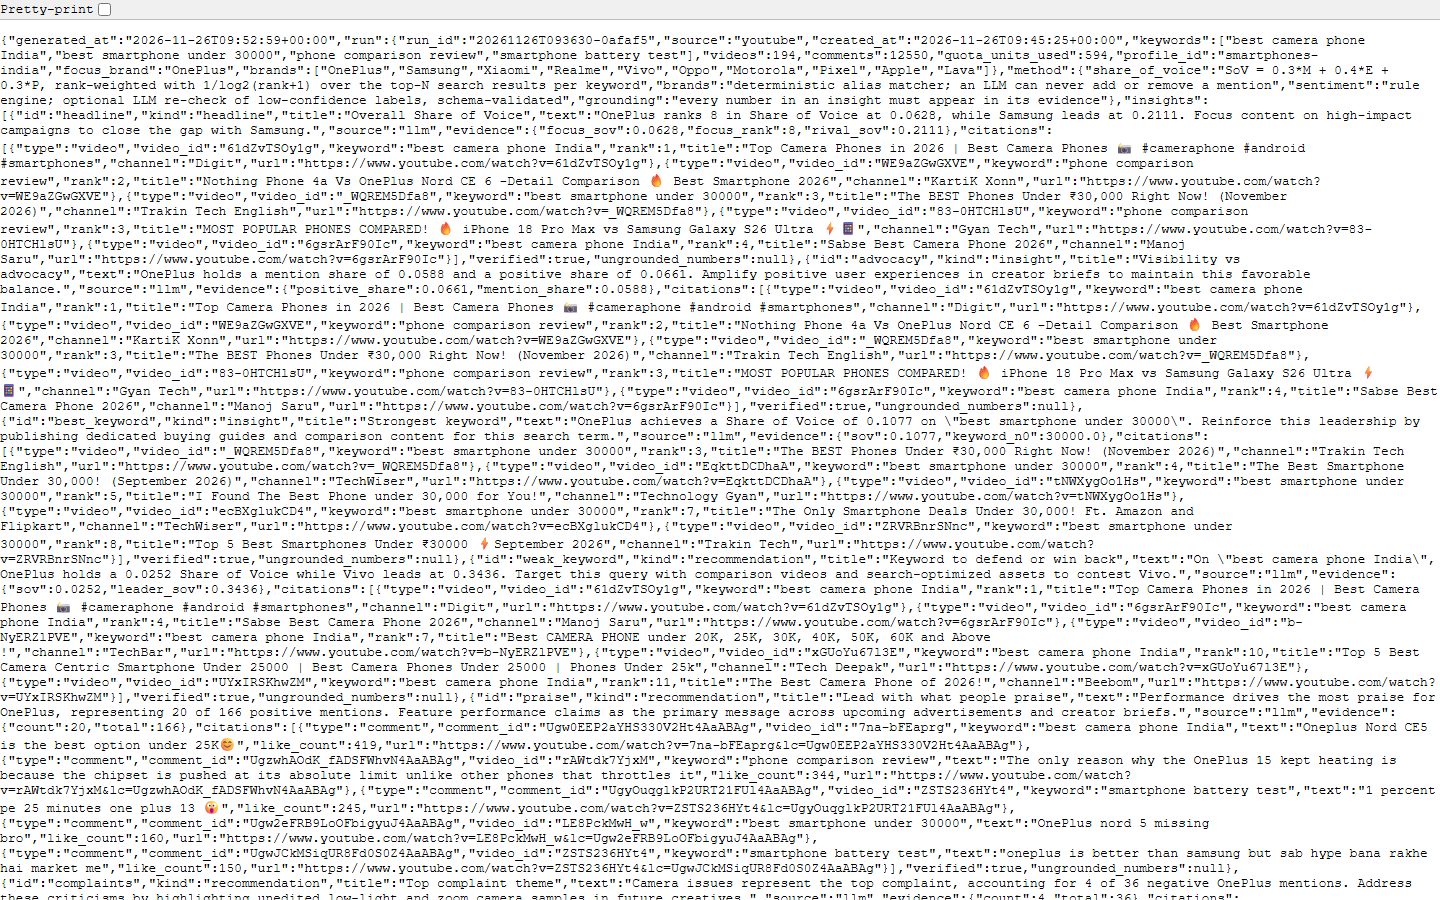 Pretty-print
{"generated_at":"2026-11-26T09:52:59+00:00","run":{"run_id":"20261126T093630-0afaf5","source":"youtube","created_at":"2026-11-26T09:45:25+00:00","keywords":["best camera phone
India","best smartphone under 30000","phone comparison review","smartphone battery test"],"videos":194,"comments":12550,"quota_units_used":594,"profile_id":"smartphones-
india","focus_brand":"OnePlus","brands":["OnePlus","Samsung","Xiaomi","Realme","Vivo","Oppo","Motorola","Pixel","Apple","Lava"]},"method":{"share_of_voice":"SoV = 0.3*M + 0.4*E +
0.3*P, rank-weighted with 1/log2(rank+1) over the top-N search results per keyword","brands":"deterministic alias matcher; an LLM can never add or remove a mention","sentiment":"rule
engine; optional LLM re-check of low-confidence labels, schema-validated","grounding":"every number in an insight must appear in its evidence"},"insights":
[{"id":"headline","kind":"headline","title":"Overall Share of Voice","text":"OnePlus ranks 8 in Share of Voice at 0.0628, while Samsung leads at 0.2111. Focus content on high-impact
campaigns to close the gap with Samsung.","source":"llm","evidence":{"focus_sov":0.0628,"focus_rank":8,"rival_sov":0.2111},"citations":
[{"type":"video","video_id":"61dZvTSOy1g","keyword":"best camera phone India","rank":1,"title":"Top Camera Phones in 2026 | Best Camera Phones 📷 #cameraphone #android
#smartphones","channel":"Digit","url":"https://www.youtube.com/watch?v=61dZvTSOy1g"},{"type":"video","video_id":"WE9aZGwGXVE","keyword":"phone comparison
review","rank":2,"title":"Nothing Phone 4a Vs OnePlus Nord CE 6 -Detail Comparison 🔥 Best Smartphone 2026","channel":"KartiK Xonn","url":"https://www.youtube.com/watch?
v=WE9aZGwGXVE"},{"type":"video","video_id":"_WQREM5Dfa8","keyword":"best smartphone under 30000","rank":3,"title":"The BEST Phones Under ₹30,000 Right Now! (November
2026)","channel":"Trakin Tech English","url":"https://www.youtube.com/watch?v=_WQREM5Dfa8"},{"type":"video","video_id":"83-0HTCHlsU","keyword":"phone comparison
review","rank":3,"title":"MOST POPULAR PHONES COMPARED! 🔥 iPhone 18 Pro Max vs Samsung Galaxy S26 Ultra ⚡📱","channel":"Gyan Tech","url":"https://www.youtube.com/watch?v=83-
0HTCHlsU"},{"type":"video","video_id":"6gsrArF90Ic","keyword":"best camera phone India","rank":4,"title":"Sabse Best Camera Phone 2026","channel":"Manoj
Saru","url":"https://www.youtube.com/watch?v=6gsrArF90Ic"}],"verified":true,"ungrounded_numbers":null},{"id":"advocacy","kind":"insight","title":"Visibility vs
advocacy","text":"OnePlus holds a mention share of 0.0588 and a positive share of 0.0661. Amplify positive user experiences in creator briefs to maintain this favorable
balance.","source":"llm","evidence":{"positive_share":0.0661,"mention_share":0.0588},"citations":[{"type":"video","video_id":"61dZvTSOy1g","keyword":"best camera phone
India","rank":1,"title":"Top Camera Phones in 2026 | Best Camera Phones 📷 #cameraphone #android #smartphones","channel":"Digit","url":"https://www.youtube.com/watch?v=61dZvTSOy1g"},
{"type":"video","video_id":"WE9aZGwGXVE","keyword":"phone comparison review","rank":2,"title":"Nothing Phone 4a Vs OnePlus Nord CE 6 -Detail Comparison 🔥 Best Smartphone
2026","channel":"KartiK Xonn","url":"https://www.youtube.com/watch?v=WE9aZGwGXVE"},{"type":"video","video_id":"_WQREM5Dfa8","keyword":"best smartphone under
30000","rank":3,"title":"The BEST Phones Under ₹30,000 Right Now! (November 2026)","channel":"Trakin Tech English","url":"https://www.youtube.com/watch?v=_WQREM5Dfa8"},
{"type":"video","video_id":"83-0HTCHlsU","keyword":"phone comparison review","rank":3,"title":"MOST POPULAR PHONES COMPARED! 🔥 iPhone 18 Pro Max vs Samsung Galaxy S26 Ultra ⚡
📱","channel":"Gyan Tech","url":"https://www.youtube.com/watch?v=83-0HTCHlsU"},{"type":"video","video_id":"6gsrArF90Ic","keyword":"best camera phone India","rank":4,"title":"Sabse Best
Camera Phone 2026","channel":"Manoj Saru","url":"https://www.youtube.com/watch?v=6gsrArF90Ic"}],"verified":true,"ungrounded_numbers":null},
{"id":"best_keyword","kind":"insight","title":"Strongest keyword","text":"OnePlus achieves a Share of Voice of 0.1077 on \"best smartphone under 30000\". Reinforce this leadership by
publishing dedicated buying guides and comparison content for this search term.","source":"llm","evidence":{"sov":0.1077,"keyword_n0":30000.0},"citations":
[{"type":"video","video_id":"_WQREM5Dfa8","keyword":"best smartphone under 30000","rank":3,"title":"The BEST Phones Under ₹30,000 Right Now! (November 2026)","channel":"Trakin Tech
English","url":"https://www.youtube.com/watch?v=_WQREM5Dfa8"},{"type":"video","video_id":"EqkttDCDhaA","keyword":"best smartphone under 30000","rank":4,"title":"The Best Smartphone
Under 30,000! (September 2026)","channel":"TechWiser","url":"https://www.youtube.com/watch?v=EqkttDCDhaA"},{"type":"video","video_id":"tNWXygOo1Hs","keyword":"best smartphone under
30000","rank":5,"title":"I Found The Best Phone under 30,000 for You!","channel":"Technology Gyan","url":"https://www.youtube.com/watch?v=tNWXygOo1Hs"},
{"type":"video","video_id":"ecBXglukCD4","keyword":"best smartphone under 30000","rank":7,"title":"The Only Smartphone Deals Under 30,000! Ft. Amazon and
Flipkart","channel":"TechWiser","url":"https://www.youtube.com/watch?v=ecBXglukCD4"},{"type":"video","video_id":"ZRVRBnrSNnc","keyword":"best smartphone under
30000","rank":8,"title":"Top 5 Best Smartphones Under ₹30000 ⚡September 2026","channel":"Trakin Tech","url":"https://www.youtube.com/watch?
v=ZRVRBnrSNnc"}],"verified":true,"ungrounded_numbers":null},{"id":"weak_keyword","kind":"recommendation","title":"Keyword to defend or win back","text":"On \"best camera phone India\",
OnePlus holds a 0.0252 Share of Voice while Vivo leads at 0.3436. Target this query with comparison videos and search-optimized assets to contest Vivo.","source":"llm","evidence":
{"sov":0.0252,"leader_sov":0.3436},"citations":[{"type":"video","video_id":"61dZvTSOy1g","keyword":"best camera phone India","rank":1,"title":"Top Camera Phones in 2026 | Best Camera
Phones 📷 #cameraphone #android #smartphones","channel":"Digit","url":"https://www.youtube.com/watch?v=61dZvTSOy1g"},{"type":"video","video_id":"6gsrArF90Ic","keyword":"best camera
phone India","rank":4,"title":"Sabse Best Camera Phone 2026","channel":"Manoj Saru","url":"https://www.youtube.com/watch?v=6gsrArF90Ic"},{"type":"video","video_id":"b-
NyERZlPVE","keyword":"best camera phone India","rank":7,"title":"Best CAMERA PHONE under 20K, 25K, 30K, 40K, 50K, 60K and Above
!","channel":"TechBar","url":"https://www.youtube.com/watch?v=b-NyERZlPVE"},{"type":"video","video_id":"xGUoYu67l3E","keyword":"best camera phone India","rank":10,"title":"Top 5 Best
Camera Centric Smartphone Under 25000 | Best Camera Phones Under 25000 | Phones Under 25k","channel":"Tech Deepak","url":"https://www.youtube.com/watch?v=xGUoYu67l3E"},
{"type":"video","video_id":"UYxIRSKhwZM","keyword":"best camera phone India","rank":11,"title":"The Best Camera Phone of 2026!","channel":"Beebom","url":"https://www.youtube.com/watch?
v=UYxIRSKhwZM"}],"verified":true,"ungrounded_numbers":null},{"id":"praise","kind":"recommendation","title":"Lead with what people praise","text":"Performance drives the most praise for
OnePlus, representing 20 of 166 positive mentions. Feature performance claims as the primary message across upcoming advertisements and creator briefs.","source":"llm","evidence":
{"count":20,"total":166},"citations":[{"type":"comment","comment_id":"Ugw0EEP2aYHS330V2Ht4AaABAg","video_id":"7na-bFEaprg","keyword":"best camera phone India","text":"Oneplus Nord CE5
is the best option under 25K😊","like_count":419,"url":"https://www.youtube.com/watch?v=7na-bFEaprg&lc=Ugw0EEP2aYHS330V2Ht4AaABAg"},
{"type":"comment","comment_id":"UgzwhAOdK_fADSFWhvN4AaABAg","video_id":"rAWtdk7YjxM","keyword":"phone comparison review","text":"The only reason why the OnePlus 15 kept heating is
because the chipset is pushed at its absolute limit unlike other phones that throttles it","like_count":344,"url":"https://www.youtube.com/watch?
v=rAWtdk7YjxM&lc=UgzwhAOdK_fADSFWhvN4AaABAg"},{"type":"comment","comment_id":"UgyOuqglkP2URT21FUl4AaABAg","video_id":"ZSTS236HYt4","keyword":"smartphone battery test","text":"1 percent
pe 25 minutes one plus 13 😲","like_count":245,"url":"https://www.youtube.com/watch?v=ZSTS236HYt4&lc=UgyOuqglkP2URT21FUl4AaABAg"},
{"type":"comment","comment_id":"Ugw2eFRB9LoOFbigyuJ4AaABAg","video_id":"LE8PckMwH_w","keyword":"best smartphone under 30000","text":"OnePlus nord 5 missing
bro","like_count":160,"url":"https://www.youtube.com/watch?v=LE8PckMwH_w&lc=Ugw2eFRB9LoOFbigyuJ4AaABAg"},
{"type":"comment","comment_id":"UgwJCkMSiqUR8Fd0S0Z4AaABAg","video_id":"ZSTS236HYt4","keyword":"smartphone battery test","text":"oneplus is better than samsung but sab hype bana rakhe
hai market me","like_count":150,"url":"https://www.youtube.com/watch?v=ZSTS236HYt4&lc=UgwJCkMSiqUR8Fd0S0Z4AaABAg"}],"verified":true,"ungrounded_numbers":null},
{"id":"complaints","kind":"recommendation","title":"Top complaint theme","text":"Camera issues represent the top complaint, accounting for 4 of 36 negative OnePlus mentions. Address
these criticisms by highlighting unedited low-light and zoom camera samples in future creatives.","source":"llm","evidence":{"count":4,"total":36},"citations":